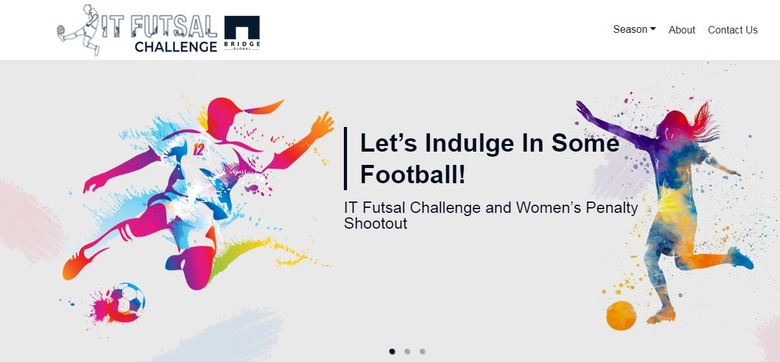 IT FUTSAL
CHALLENGE
BRIDGE
GLOBAL
Season
About
Contact Us
12
Let’s Indulge In Some
Football!
IT Futsal Challenge and Women’s Penalty
Shootout